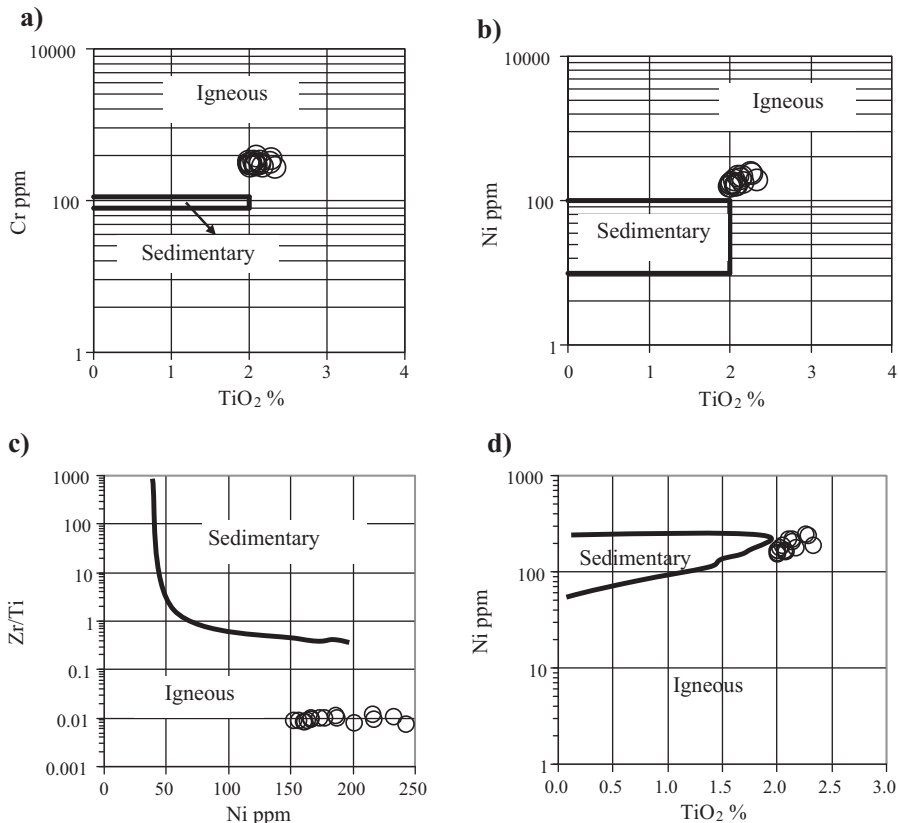 a)
10000
100
1
Cr ppm
Igneous
Sedimentary
0 1 2 3 4
TiO2 %
b)
10000
100
1
Ni ppm
Igneous
Sedimentary
0 1 2 3 4
TiO2 %
c)
1000
100
10
1
0.1
0.01
0.001
Zr/Ti
Sedimentary
Igneous
0 50 100 150 200 250
Ni ppm
d)
1000
100
10
1
Ni ppm
Sedimentary
Igneous
0.0 0.5 1.0 1.5 2.0 2.5 3.0
TiO2 %